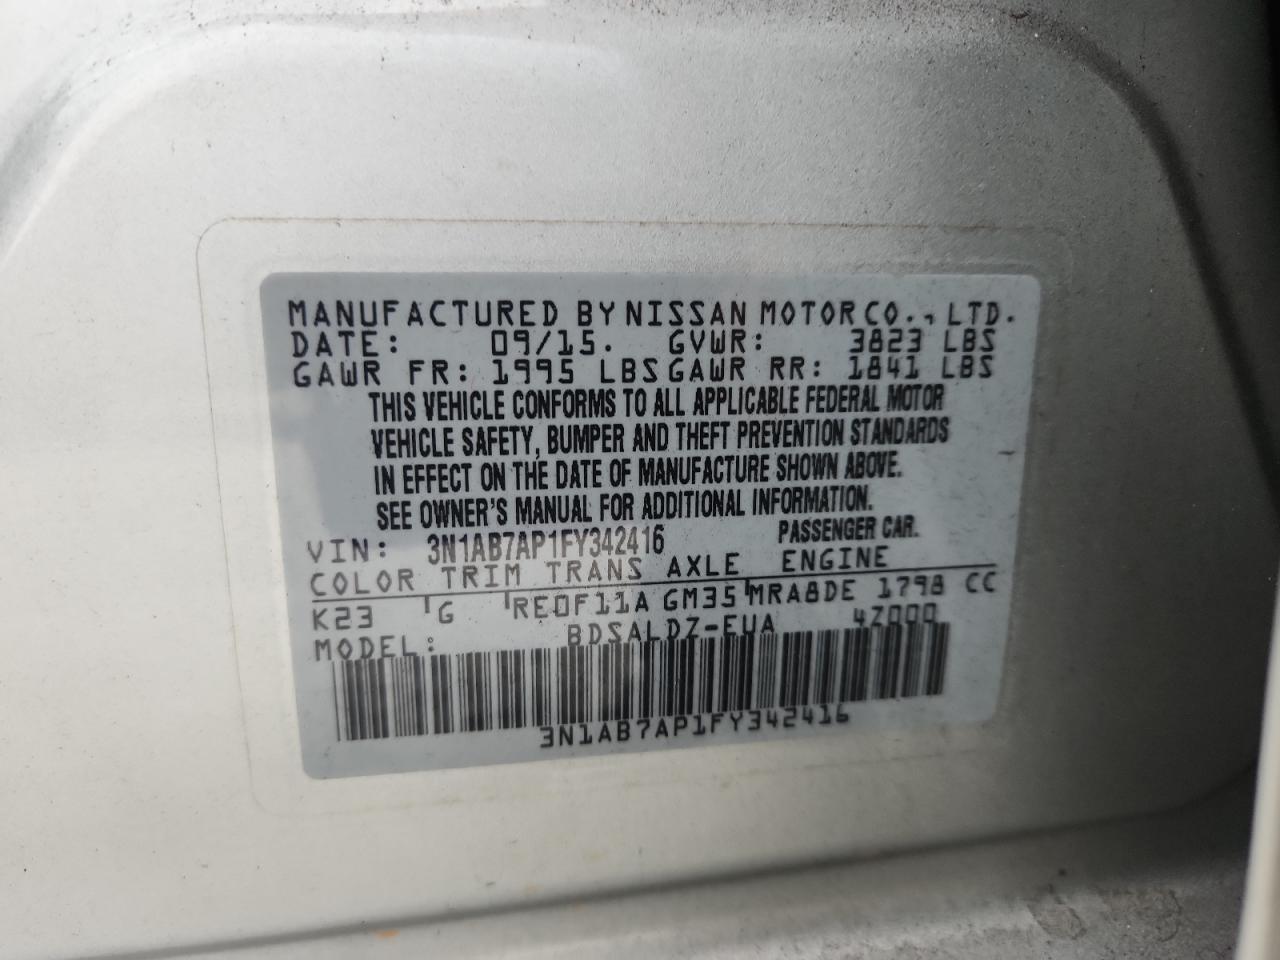 MANUFACTURED BY NISSAN MOTOR CO., LTD.
DATE: 09/15. GVWR: 3823 LBS
GAWR FR: 1995 LBS GAWR RR: 1841 LBS
THIS VEHICLE CONFORMS TO ALL APPLICABLE FEDERAL MOTOR
VEHICLE SAFETY, BUMPER AND THEFT PREVENTION STANDARDS
IN EFFECT ON THE DATE OF MANUFACTURE SHOWN ABOVE.
SEE OWNER'S MANUAL FOR ADDITIONAL INFORMATION.
VIN: 3N1AB7AP1FY342416 PASSENGER CAR.
COLOR TRIM TRANS AXLE ENGINE
K23 G RE0F11A GM35 MRA8DE 1798 CC
MODEL: BDSALDZ-EUA 4Z000
3N1AB7AP1FY342416